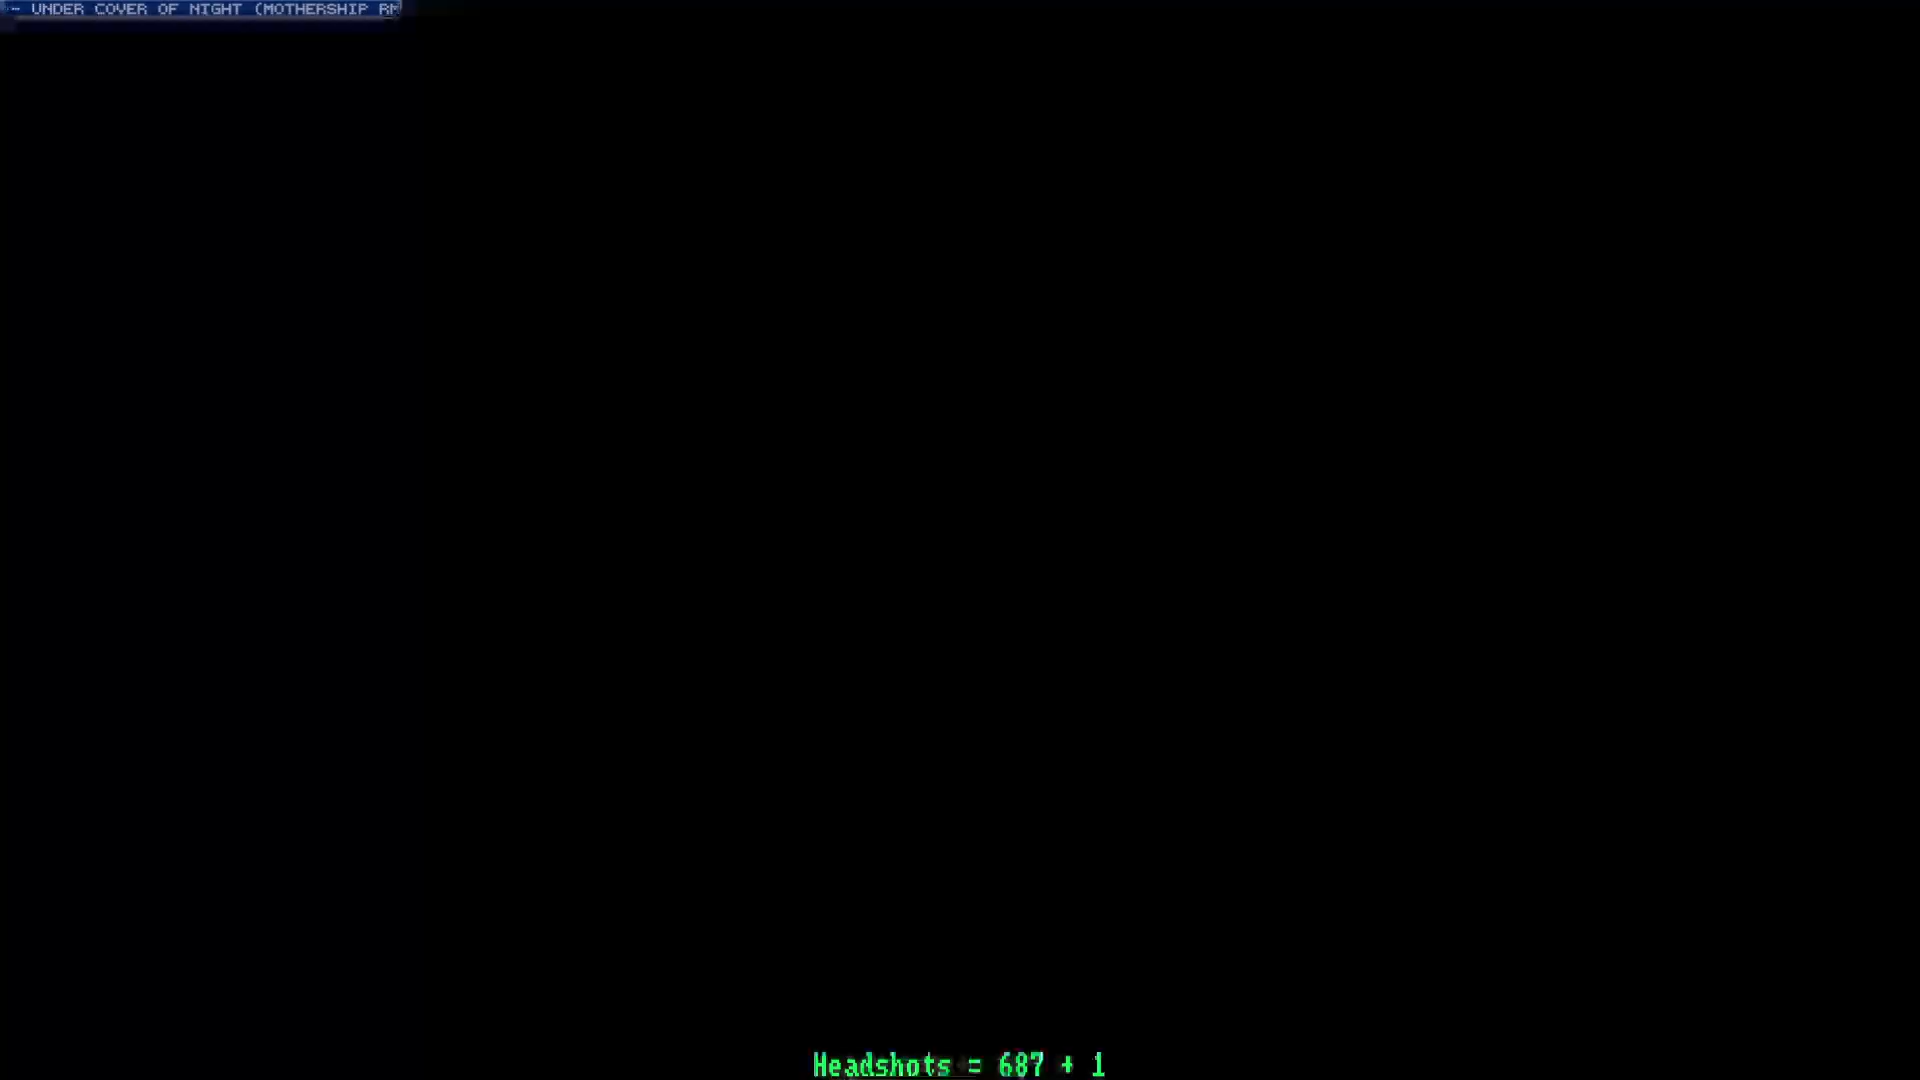 - UNDER COVER OF NIGHT (MOTHERSHIP
Headshots = 687 + 1